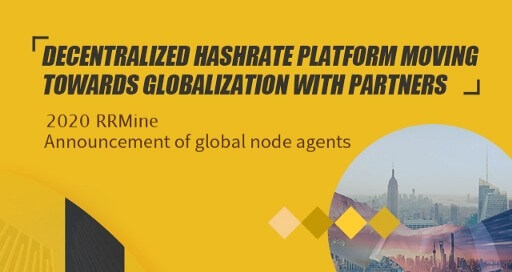 DECENTRALIZED HASHRATE PLATFORM MOVING
TOWARDS GLOBALIZATION WITH PARTNERS
2020 RRMine
Announcement of global node agents